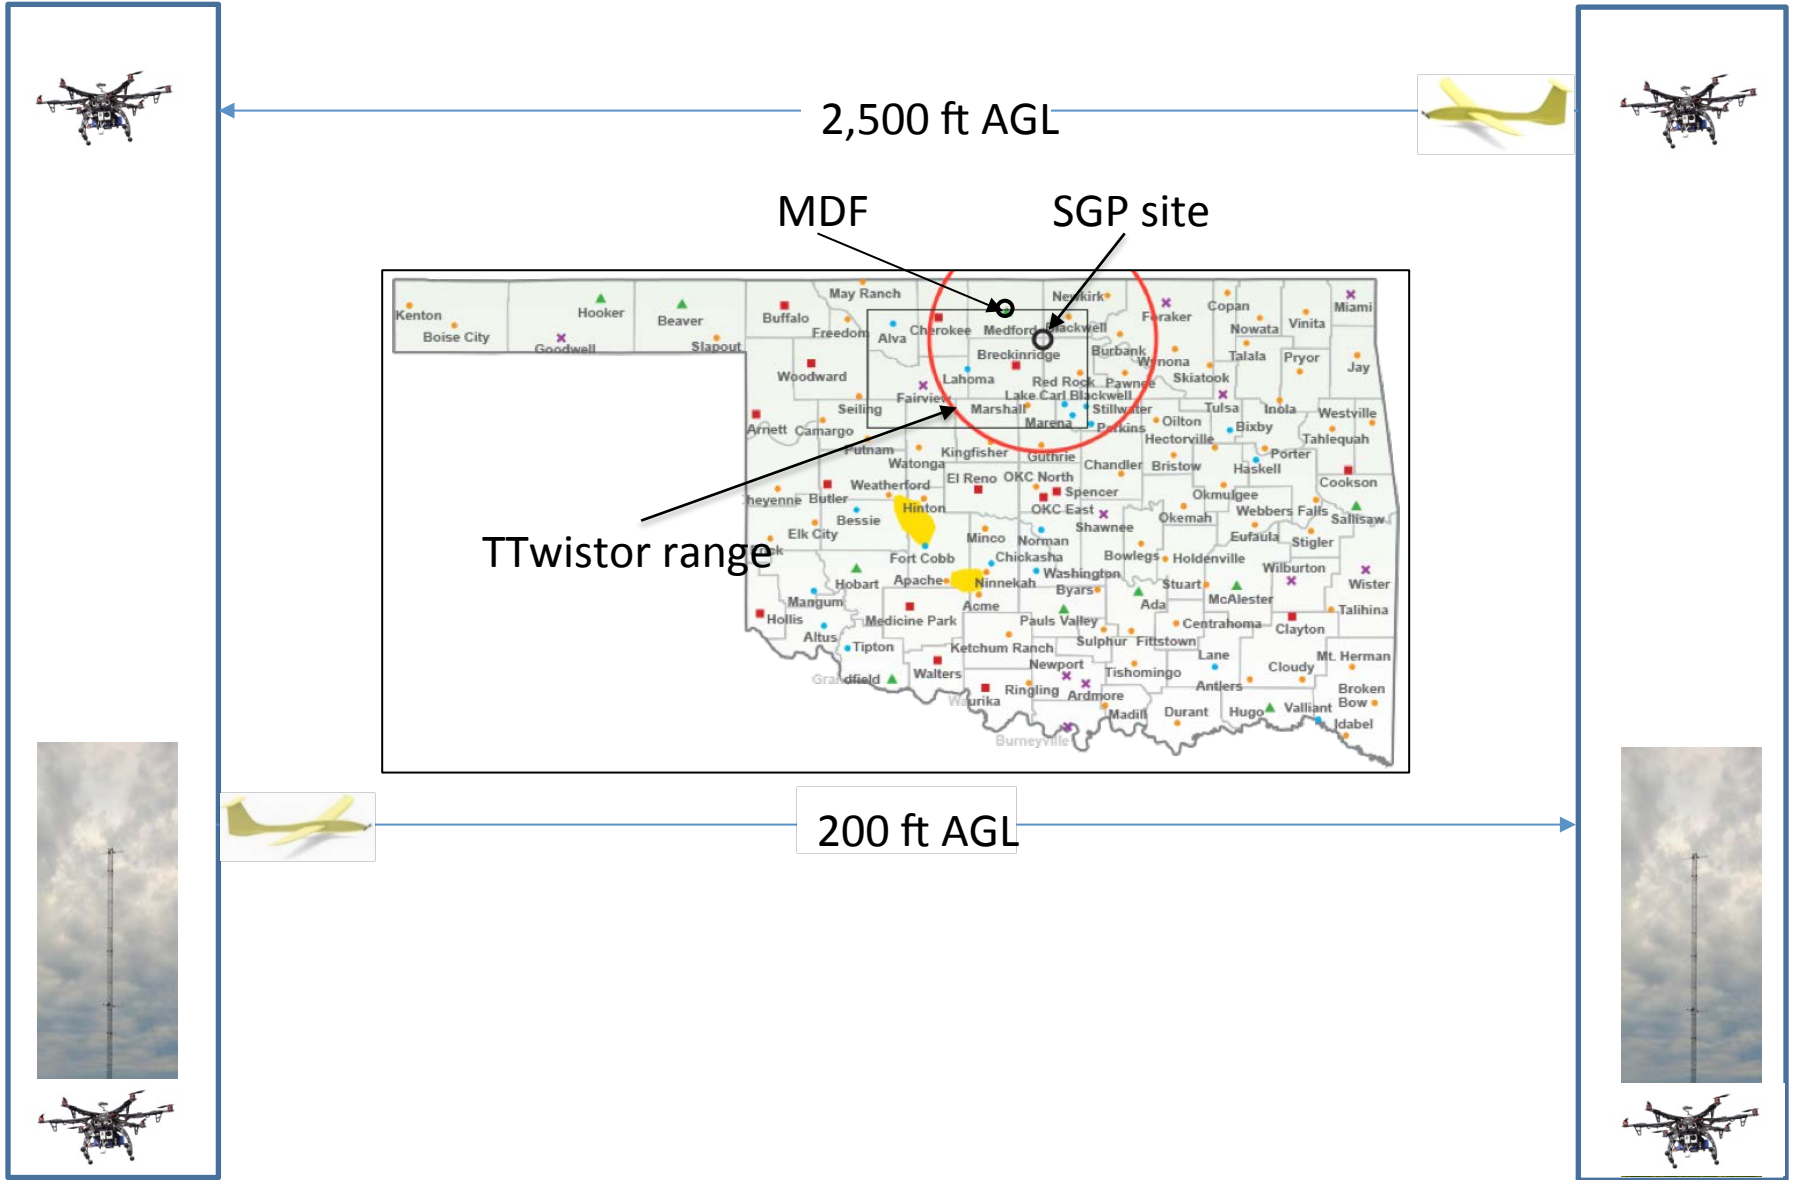 2,500 ft AGL
MDF
SGP site
May Ranch
Newkirk
Copan
Miami
Kenton
Hooker
Beaver
Buffalo
Freedom
Cherokee
Medford
Blackwell
Foraker
Nowata
Vinita
Boise City
Goodwell
Slapout
Alva
Breckinridge
Burbank
Wynona
Talala
Pryor
Jay
Woodward
Lahoma
Red Rock
Pawnee
Skiatook
Fairview
Lake Carl Blackwell
Seiling
Marshall
Stillwater
Tulsa
Inola
Westville
Arnett
Camargo
Marena
Perkins
Oilton
Bixby
Putnam
Hectorville
Tahlequah
Kingfisher
Guthrie
Porter
Watonga
Chandler
Bristow
Haskell
El Reno
OKC North
Cookson
Weatherford
Spencer
Okmulgee
heyenne
Butler
Hinton
OKC East
Webbers Falls
Bessie
Shawnee
Okemah
Sallisaw
Elk City
Minco
Norman
Eufaula
Stigler
TTwistor range
Fort Cobb
Chickasha
Bowlegs
Holdenville
Wilburton
Hobart
Apache
Ninnekah
Washington
Stuart
Wister
Mangum
Acme
Byars
Ada
McAlester
Talihina
Hollis
Medicine Park
Pauls Valley
Centrahoma
Clayton
Altus
Sulphur
Fittstown
Tipton
Ketchum Ranch
Lane
Mt. Herman
Grandfield
Walters
Newport
Tishomingo
Cloudy
Waurika
Ringling
Ardmore
Antlers
Broken
Bow
Madill
Durant
Hugo
Valliant
Idabel
Burneyville
200 ft AGL